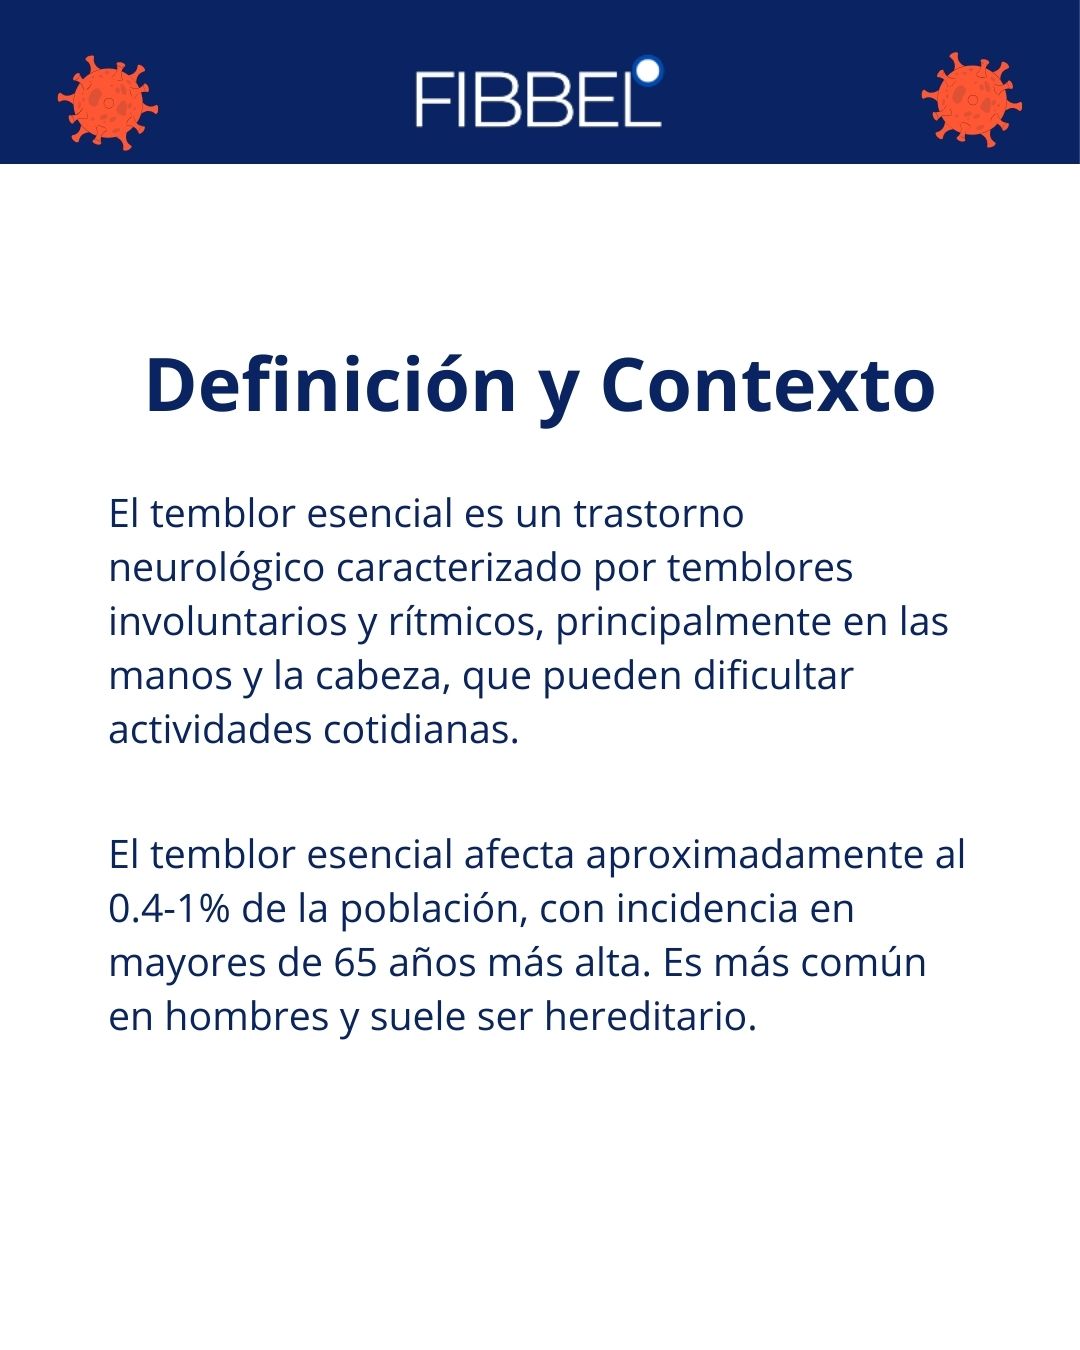 FIBBEL
Definición y Contexto
El temblor esencial es un trastorno
neurológico caracterizado por temblores
involuntarios y rítmicos, principalmente en las
manos y la cabeza, que pueden dificultar
actividades cotidianas.
El temblor esencial afecta aproximadamente al
0.4-1% de la población, con incidencia en
mayores de 65 años más alta. Es más común
en hombres y suele ser hereditario.